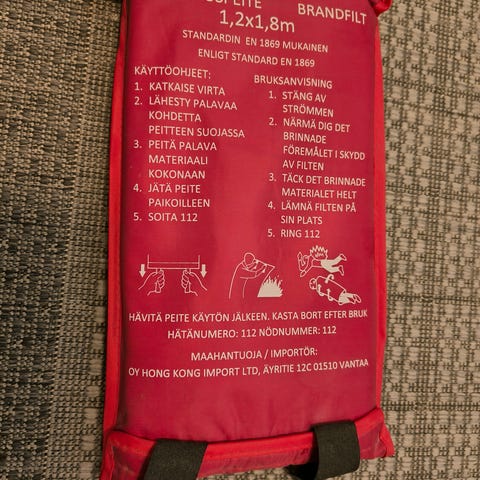 BRANDFILT
1,2x1,8m
STANDARDIN EN 1869 MUKAINEN
ENLIGT STANDARD EN 1869
KÄYTTÖOHJEET:
1. KATKAISE VIRTA
2. LÄHESTY PALAVAA
KOHDETTA
PEITTEEN SUOJASSA
3. PEITÄ PALAVA
MATERIAALI
KOKONAAN
4. JÄTÄ PEITE
PAIKOILLEEN
5. SOITA 112
BRUKSANVISNING
1. STÄNG AV
STRÖMMEN
2. NÄRMÄ DIG DET
BRINNADE
FÖREMÅLET I SKYDD
AV FILTEN
3. TÄCK DET BRINNADE
MATERIALET HELT
4. LÄMNÄ FILTEN PÅ
SIN PLATS
5. RING 112
HÄVITÄ PEITE KÄYTÖN JÄLKEEN. KASTA BORT EFTER BRUK
HÄTÄNUMERO: 112 NÖDNUMMER: 112
MAAHANTUOJA / IMPORTÖR:
OY HONG KONG IMPORT LTD, ÄYRITIE 12C 01510 VANTAA